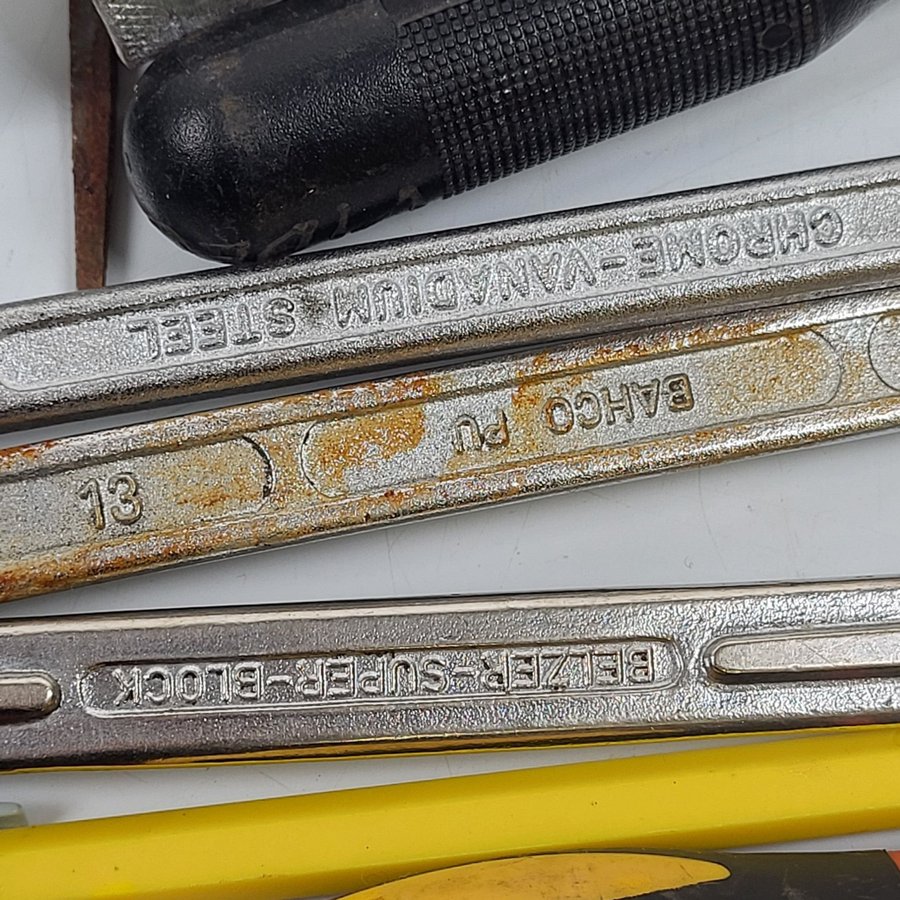 CHROME-VANADIUM STEEL
BAHCO PU
13
BELZER-SUPER-BLOCK